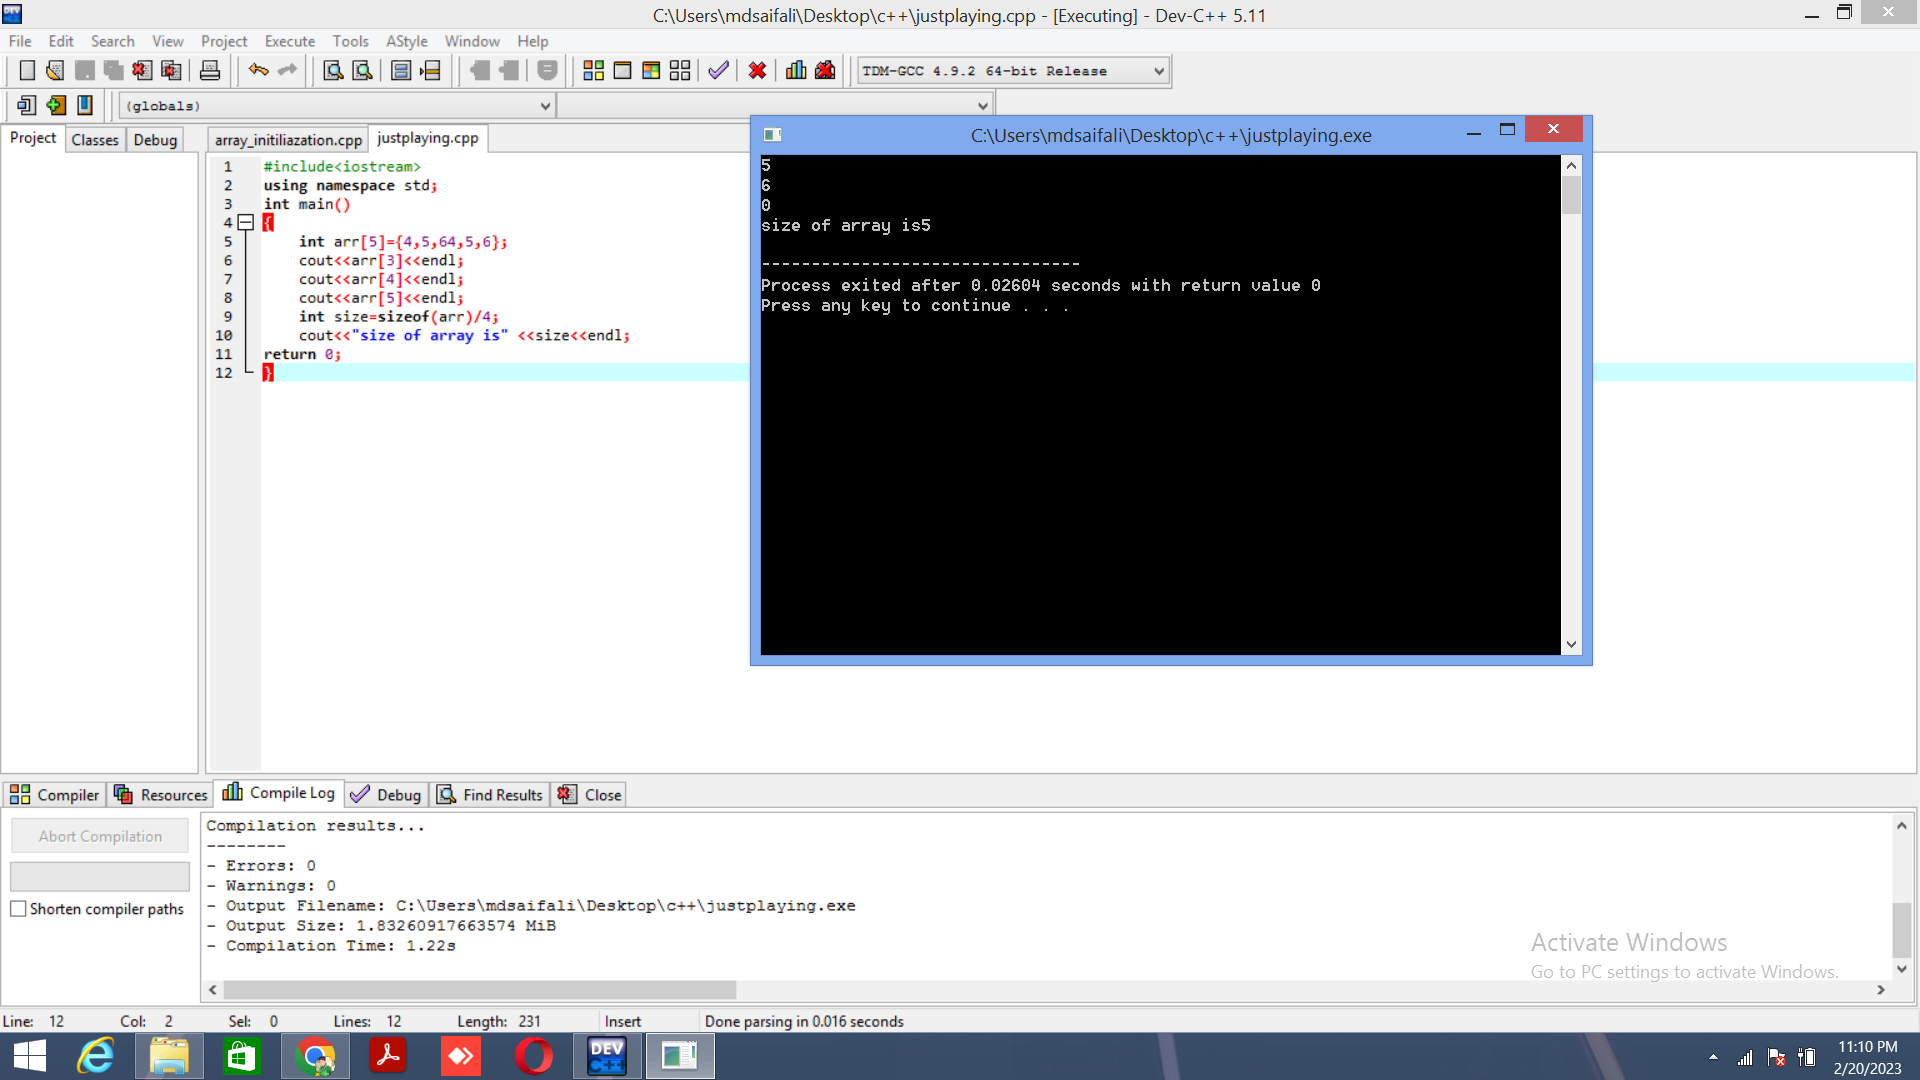 C:\Users\mdsaifali\Desktop\c++\justplaying.cpp - [Executing] - Dev-C++ 5.11
File Edit Search View Project Execute Tools AStyle Window Help
TDM-GCC 4.9.2 64-bit Release
(globals)
Project Classes Debug
array_initiliazation.cpp justplaying.cpp
1 #include<iostream>
2 using namespace std;
3 int main()
4 {
5 int arr[5]={4,5,64,5,6};
6 cout<<arr[3]<<endl;
7 cout<<arr[4]<<endl;
8 cout<<arr[5]<<endl;
9 int size=sizeof(arr)/4;
10 cout<<"size of array is" <<size<<endl;
11 return 0;
12 }
C:\Users\mdsaifali\Desktop\c++\justplaying.exe
5
6
0
size of array is5
--------------------------------
Process exited after 0.02604 seconds with return value 0
Press any key to continue . . .
Compiler Resources Compile Log Debug Find Results Close
Abort Compilation
Shorten compiler paths
Compilation results...
--------
- Errors: 0
- Warnings: 0
- Output Filename: C:\Users\mdsaifali\Desktop\c++\justplaying.exe
- Output Size: 1.83260917663574 MiB
- Compilation Time: 1.22s
Activate Windows
Go to PC settings to activate Windows.
Line: 12 Col: 2 Sel: 0 Lines: 12 Length: 231 Insert Done parsing in 0.016 seconds
DEV C++
11:10 PM
2/20/2023